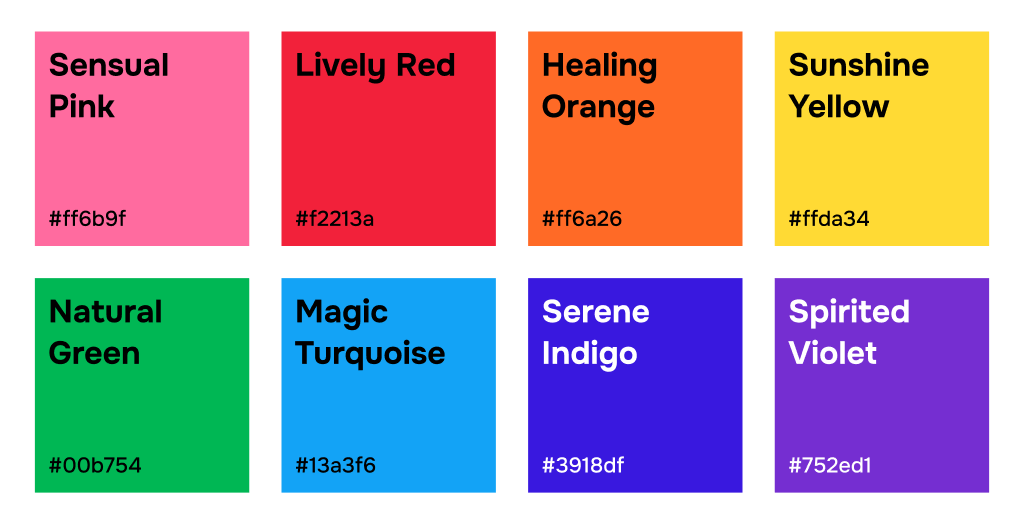 Sensual
Pink
#ff6b9f
Lively Red
#f2213a
Healing
Orange
#ff6a26
Sunshine
Yellow
#ffda34
Natural
Green
#00b754
Magic
Turquoise
#13a3f6
Serene
Indigo
#3918df
Spirited
Violet
#752ed1